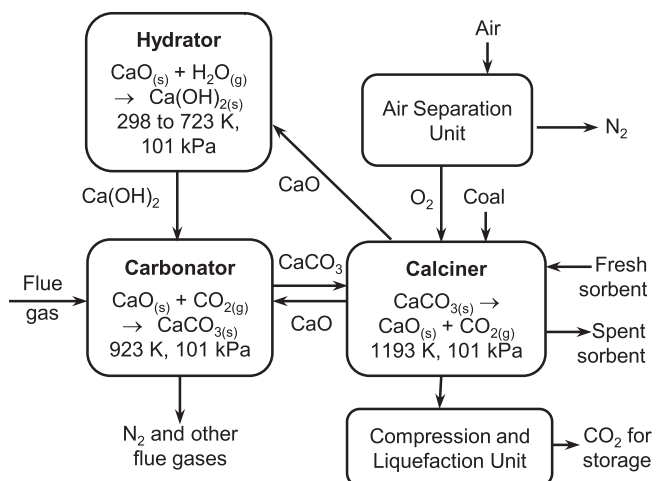 Hydrator
CaO(s) + H2O(g)
→ Ca(OH)2(s)
298 to 723 K,
101 kPa
Air
Air Separation
Unit
N2
Ca(OH)2
CaO
O2
Coal
Flue
gas
Carbonator
CaO(s) + CO2(g)
→ CaCO3(s)
923 K, 101 kPa
CaCO3
CaO
Calciner
CaCO3(s) →
CaO(s) + CO2(g)
1193 K, 101 kPa
Fresh
sorbent
Spent
sorbent
N2 and other
flue gases
Compression and
Liquefaction Unit
CO2 for
storage